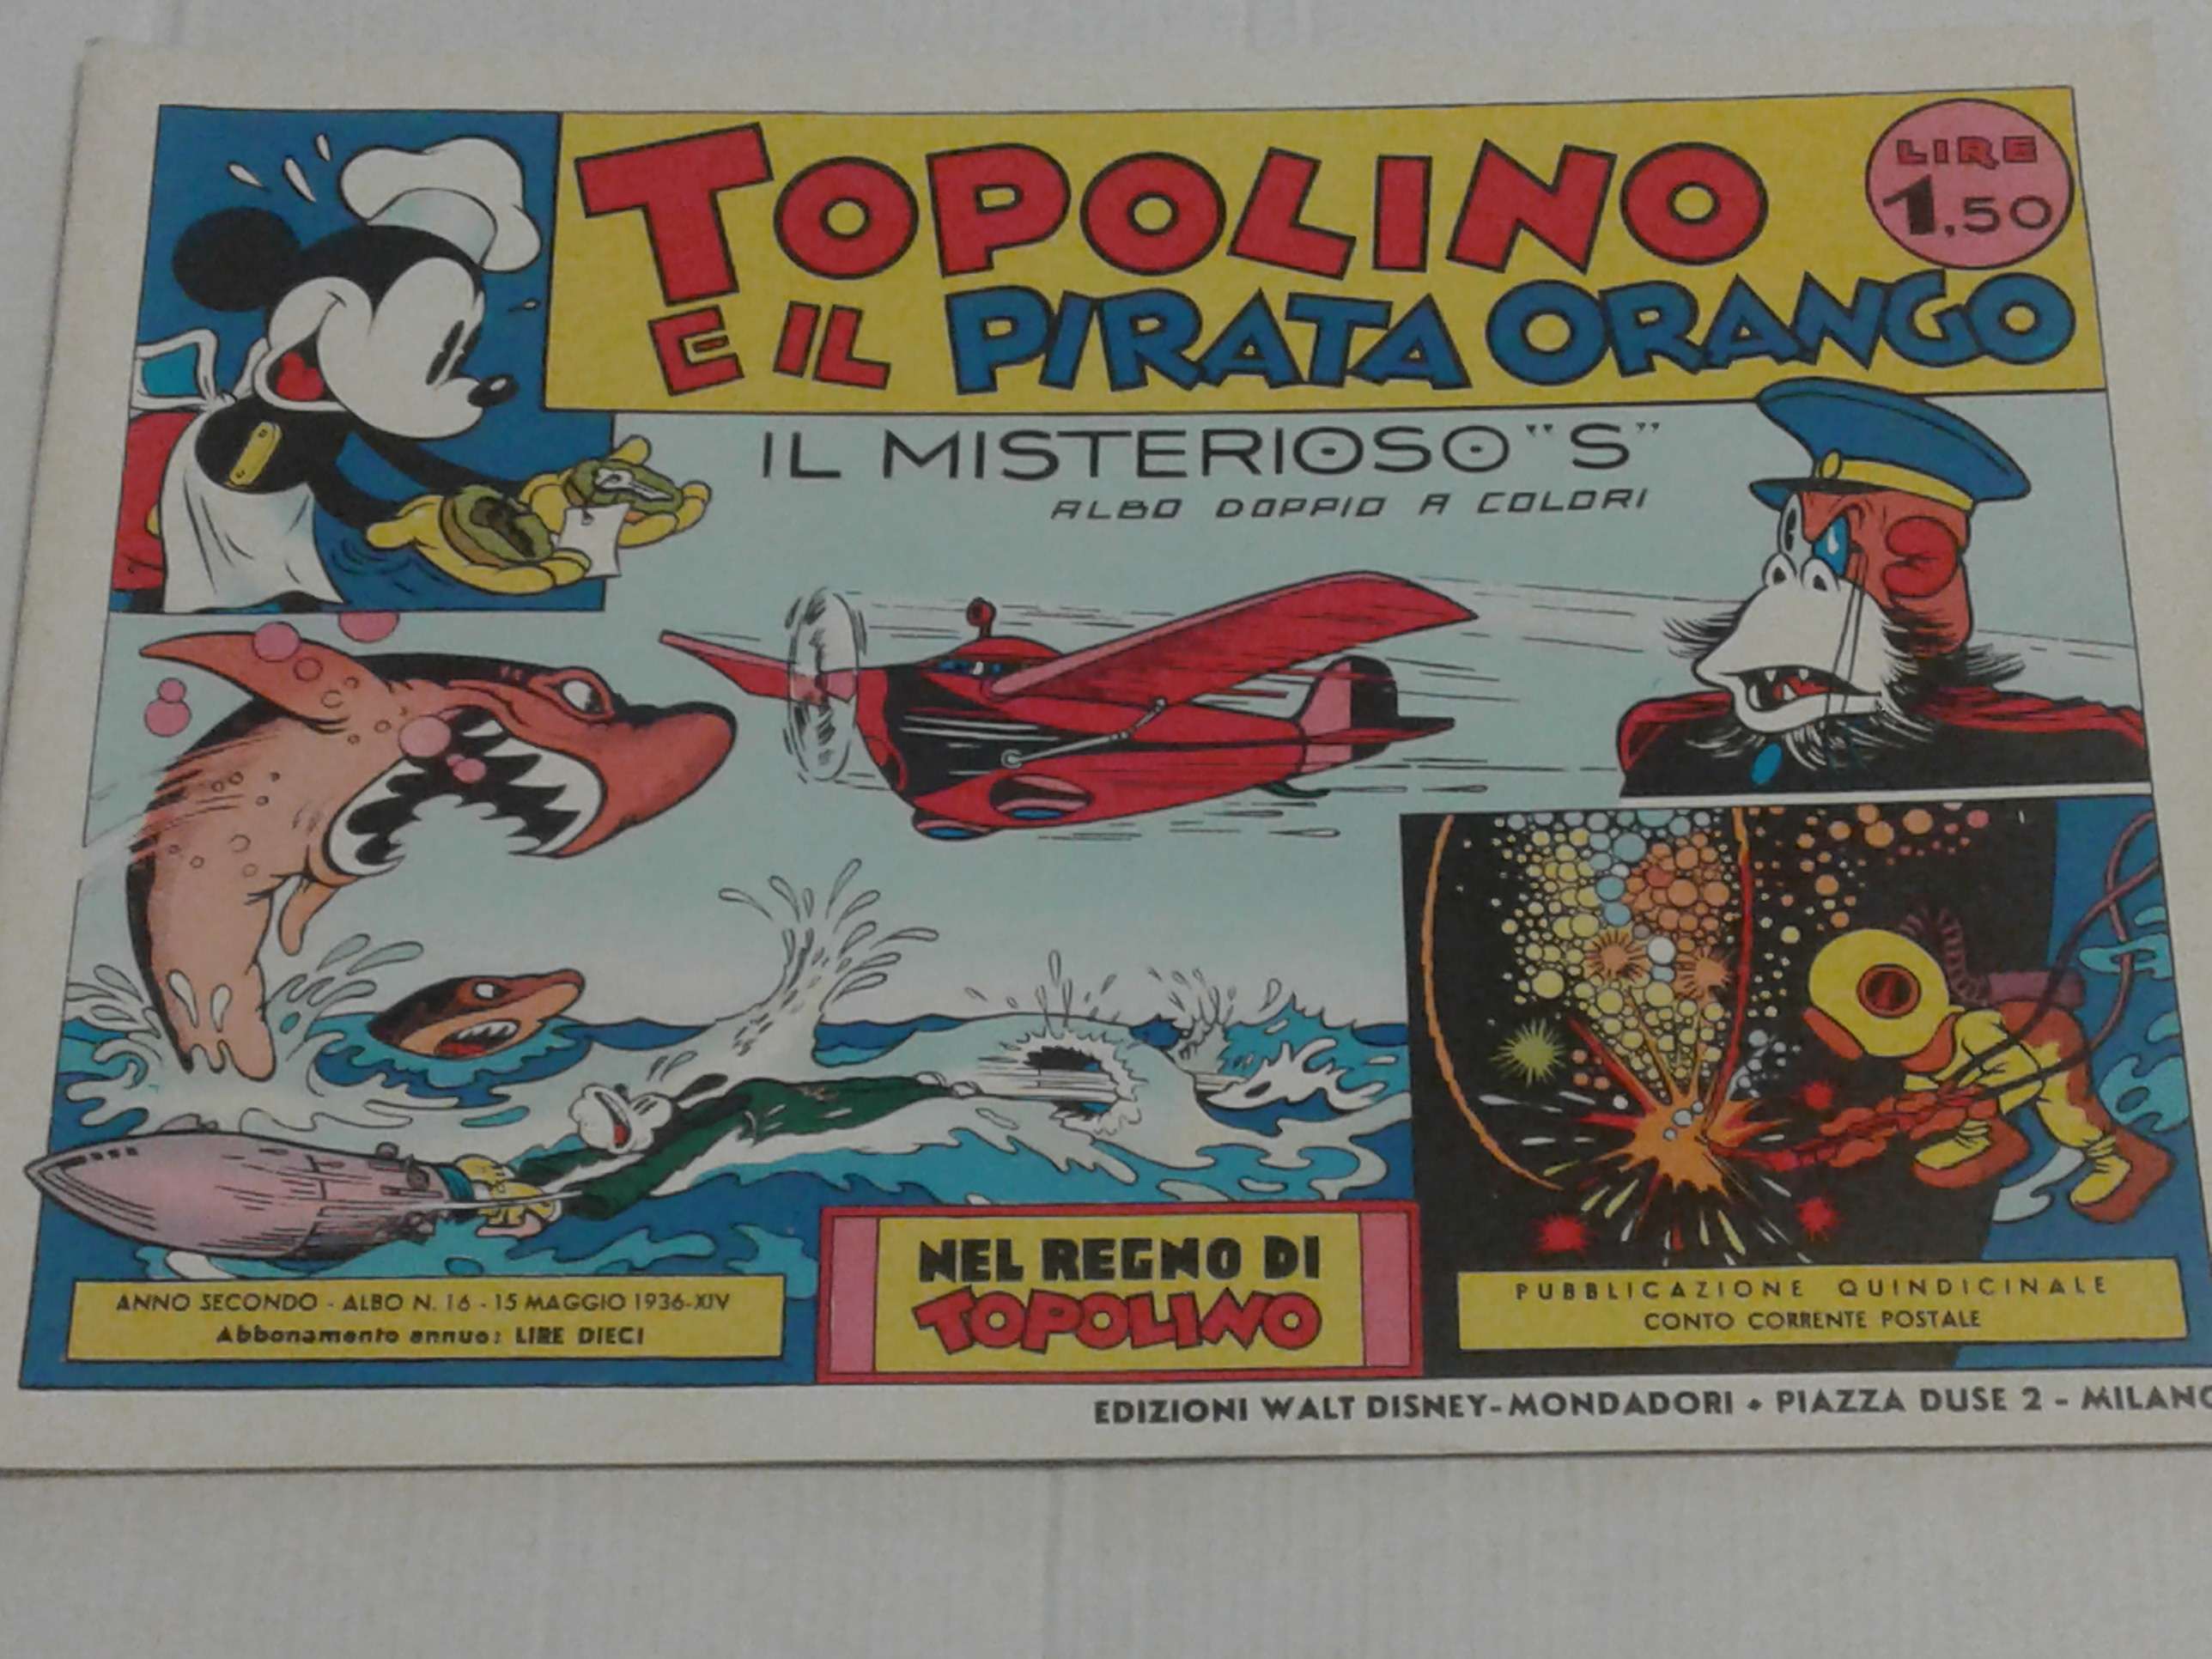 TOPOLINO
E IL PIRATA ORANGO
LIRE
1,50
IL MISTERIOSO "S"
ALBO DOPPIO A COLORI
NEL REGNO DI
TOPOLINO
ANNO SECONDO - ALBO N. 16 - 15 MAGGIO 1936-XIV
Abbonamento annuo: LIRE DIECI
PUBBLICAZIONE QUINDICINALE
CONTO CORRENTE POSTALE
EDIZIONI WALT DISNEY-MONDADORI • PIAZZA DUSE 2 - MILANO